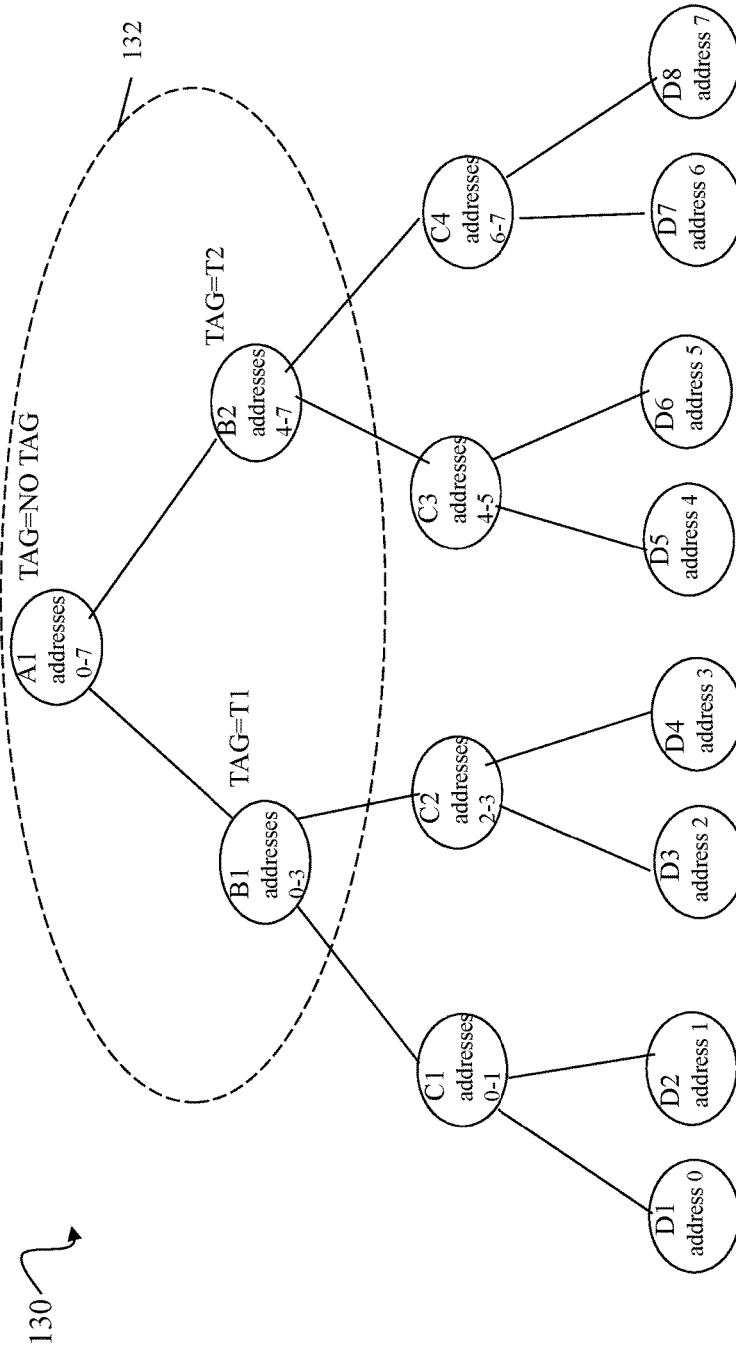 130
132
TAG=NO TAG
A1
addresses
0-7
TAG=T1
B1
addresses
0-3
TAG=T2
B2
addresses
4-7
C1
addresses
0-1
C2
addresses
2-3
C3
addresses
4-5
C4
addresses
6-7
D1
address 0
D2
address 1
D3
address 2
D4
address 3
D5
address 4
D6
address 5
D7
address 6
D8
address 7